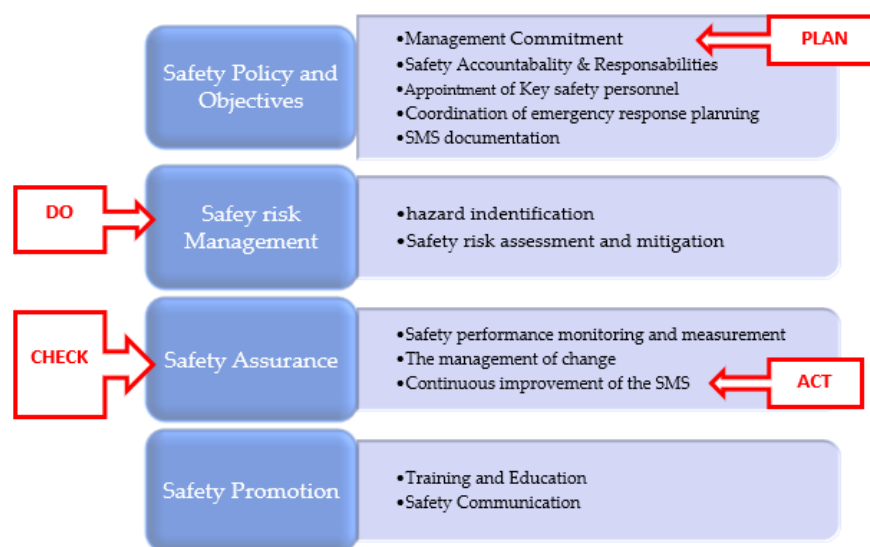 Safety Policy and
Objectives
•Management Commitment
PLAN
•Safety Accountabality & Responsabilities
•Appointment of Key safety personnel
•Coordination of emergency response planning
•SMS documentation
DO
Safey risk
Management
•hazard indentification
•Safety risk assessment and mitigation
CHECK
Safety Assurance
•Safety performance monitoring and measurement
•The management of change
•Continuous improvement of the SMS
ACT
Safety Promotion
•Training and Education
•Safety Communication